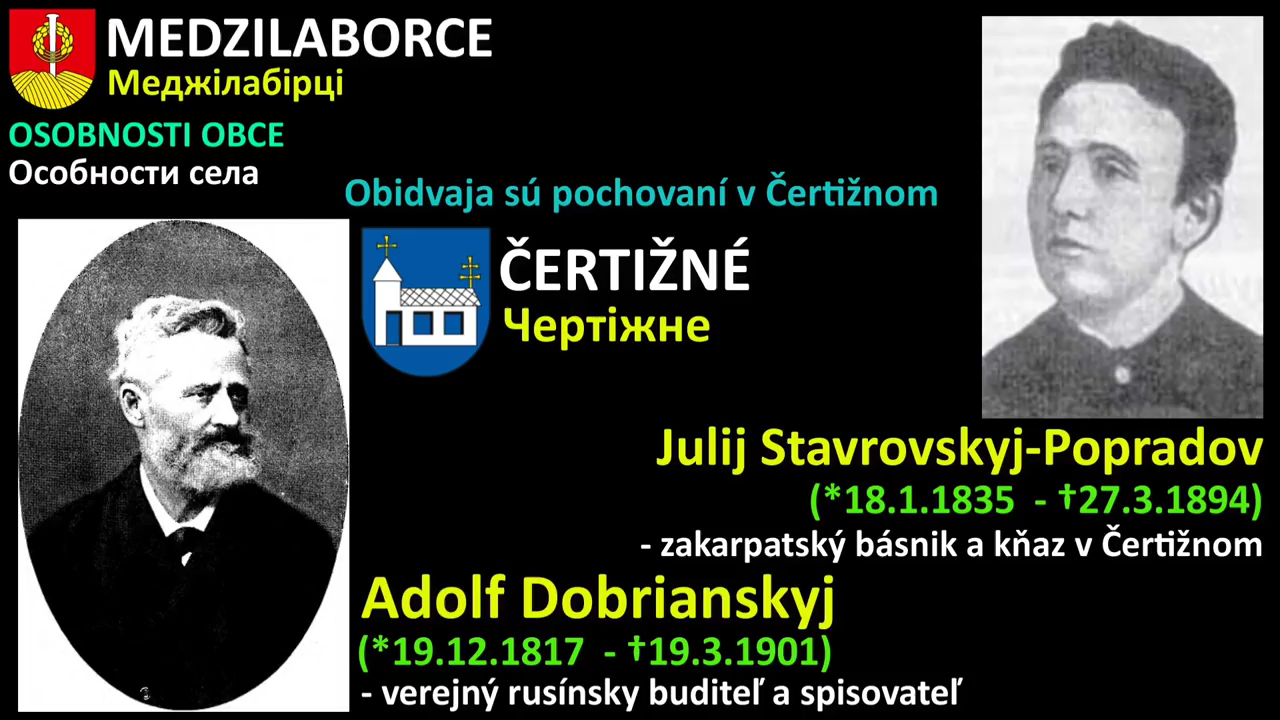 MEDZILABORCE
Меджілабірці
OSOBNOSTI OBCE
Особности села
Obidvaja sú pochovaní v Čertižnom
ČERTIŽNÉ
Чертіжне
Julij Stavrovskyj-Popradov
(*18.1.1835 - †27.3.1894)
- zakarpatský básnik a kňaz v Čertižnom
Adolf Dobrianskyj
(*19.12.1817 - †19.3.1901)
- verejný rusínsky buditeľ a spisovateľ